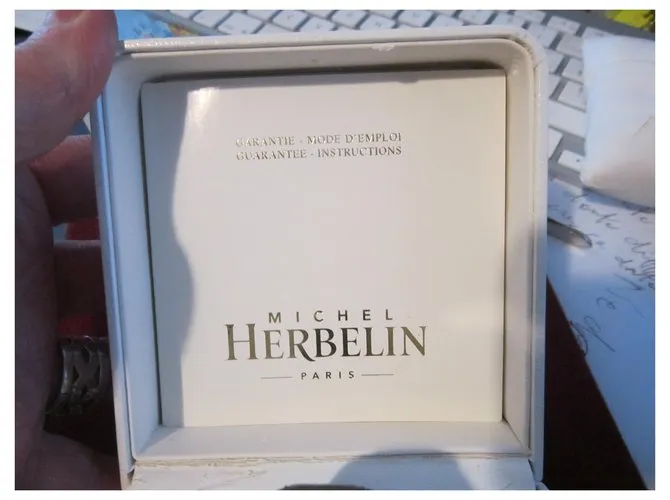 GARANTIE - MODE D'EMPLOI
GUARANTEE - INSTRUCTIONS
MICHEL
HERBELIN
PARIS